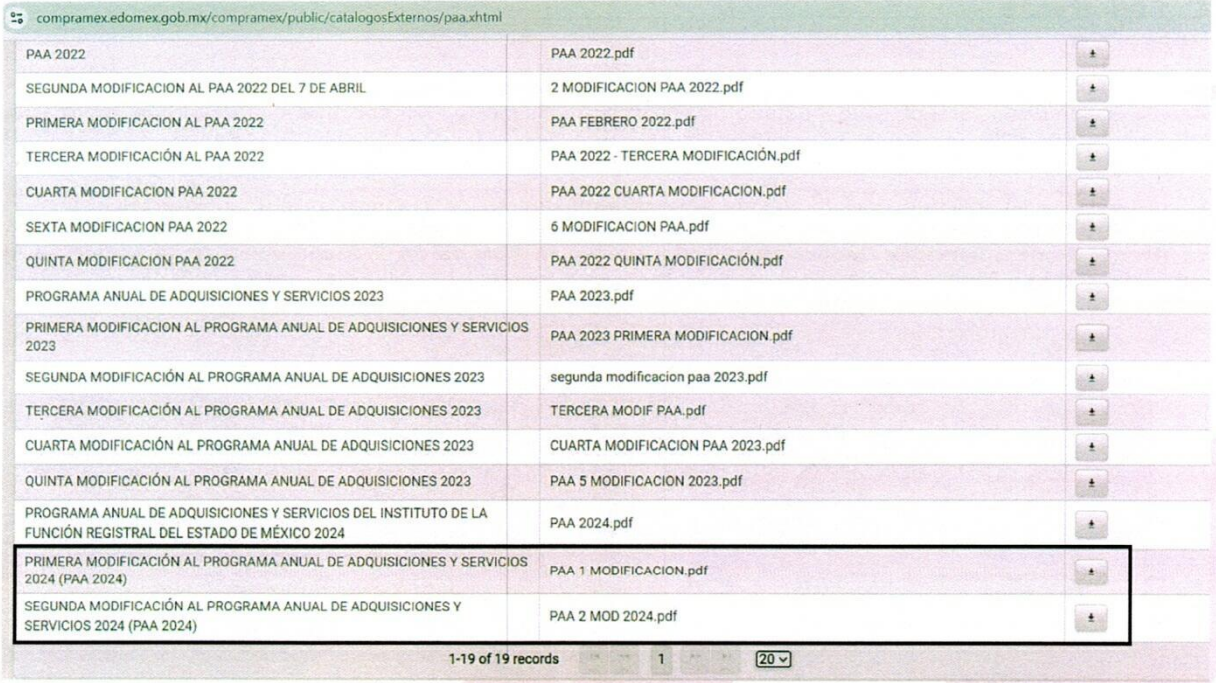 compramex.edomex.gob.mx/compramex/public/catalogosExternos/paa.xhtml
PAA 2022 PAA 2022.pdf
SEGUNDA MODIFICACION AL PAA 2022 DEL 7 DE ABRIL 2 MODIFICACION PAA 2022.pdf
PRIMERA MODIFICACION AL PAA 2022 PAA FEBRERO 2022.pdf
TERCERA MODIFICACIÓN AL PAA 2022 PAA 2022 - TERCERA MODIFICACIÓN.pdf
CUARTA MODIFICACION PAA 2022 PAA 2022 CUARTA MODIFICACION.pdf
SEXTA MODIFICACION PAA 2022 6 MODIFICACION PAA.pdf
QUINTA MODIFICACION PAA 2022 PAA 2022 QUINTA MODIFICACIÓN.pdf
PROGRAMA ANUAL DE ADQUISICIONES Y SERVICIOS 2023 PAA 2023.pdf
PRIMERA MODIFICACION AL PROGRAMA ANUAL DE ADQUISICIONES Y SERVICIOS
2023 PAA 2023 PRIMERA MODIFICACION.pdf
SEGUNDA MODIFICACIÓN AL PROGRAMA ANUAL DE ADQUISICIONES 2023 segunda modificacion paa 2023.pdf
TERCERA MODIFICACIÓN AL PROGRAMA ANUAL DE ADQUISICIONES 2023 TERCERA MODIF PAA.pdf
CUARTA MODIFICACIÓN AL PROGRAMA ANUAL DE ADQUISICIONES 2023 CUARTA MODIFICACION PAA 2023.pdf
QUINTA MODIFICACIÓN AL PROGRAMA ANUAL DE ADQUISICIONES 2023 PAA 5 MODIFICACION 2023.pdf
PROGRAMA ANUAL DE ADQUISICIONES Y SERVICIOS DEL INSTITUTO DE LA
FUNCIÓN REGISTRAL DEL ESTADO DE MÉXICO 2024 PAA 2024.pdf
PRIMERA MODIFICACIÓN AL PROGRAMA ANUAL DE ADQUISICIONES Y SERVICIOS
2024 (PAA 2024) PAA 1 MODIFICACION.pdf
SEGUNDA MODIFICACIÓN AL PROGRAMA ANUAL DE ADQUISICIONES Y
SERVICIOS 2024 (PAA 2024) PAA 2 MOD 2024.pdf
1-19 of 19 records 1 20